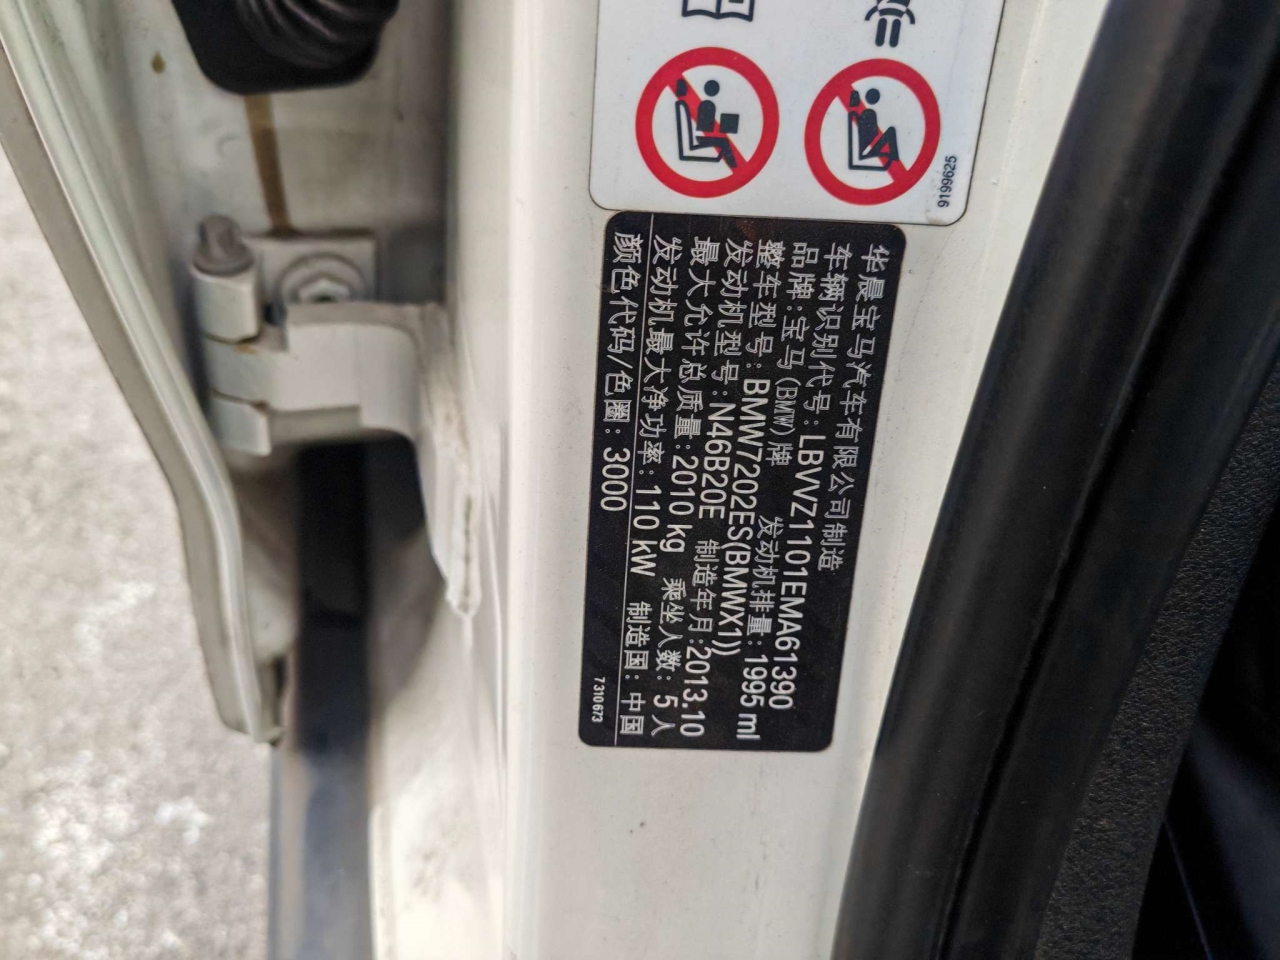 9199625
华晨宝马汽车有限公司制造
车辆识别代号: LBVVZ1101EMA61390
品牌: 宝马(BMW)牌 发动机排量: 1995 ml
整车型号: BMW7202ES(BMWX1))
发动机型号: N46B20E 制造年月:2013.10
最大允许总质量: 2010 kg 乘坐人数: 5 人
发动机最大净功率: 110 kW 制造国: 中国
颜色代码/色圈: 3000
7310673